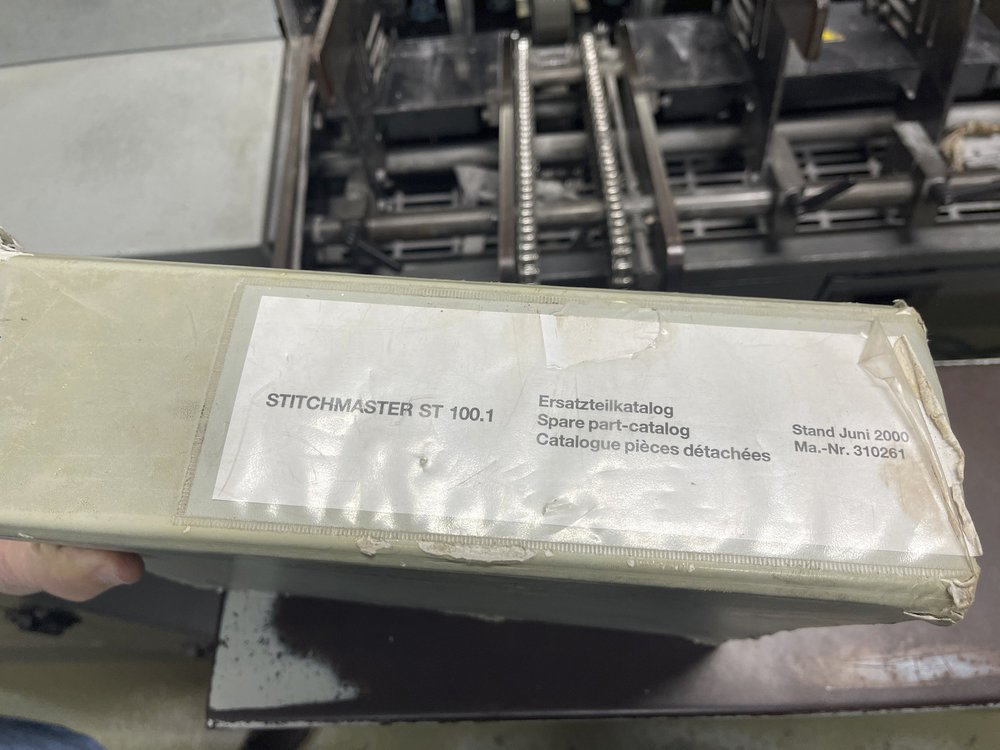 STITCHMASTER ST 100.1
Ersatzteilkatalog
Spare part-catalog
Catalogue pièces détachées
Stand Juni 2000
Ma.-Nr. 310261